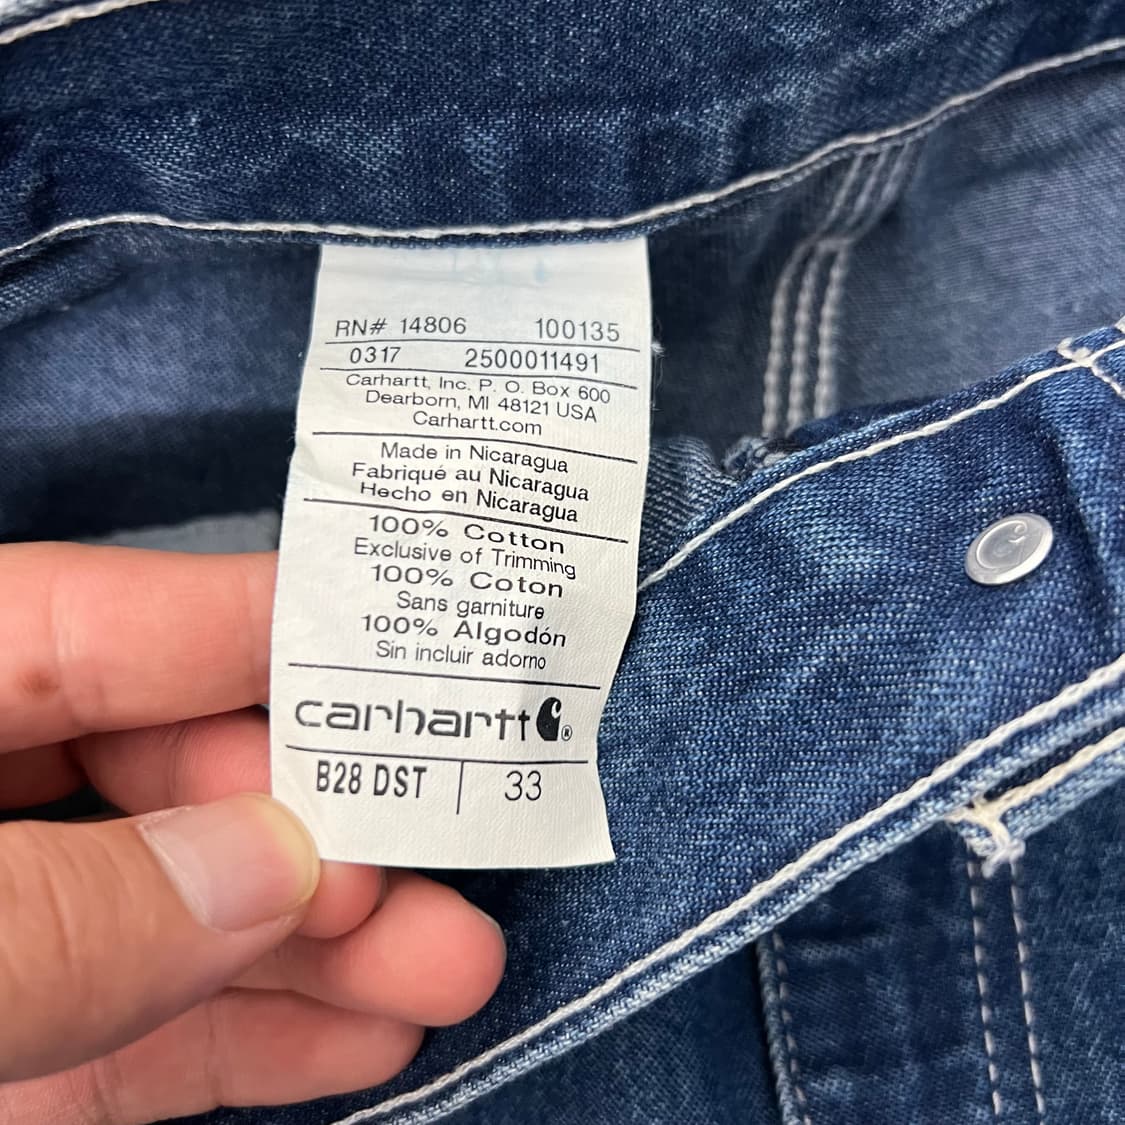 RN# 14806 100135
0317 2500011491
Carhartt, Inc. P. O. Box 600
Dearborn, MI 48121 USA
Carhartt.com
Made in Nicaragua
Fabriqué au Nicaragua
Hecho en Nicaragua
100% Cotton
Exclusive of Trimming
100% Coton
Sans garniture
100% Algodón
Sin incluir adorno
carhartt ®
B28 DST 33